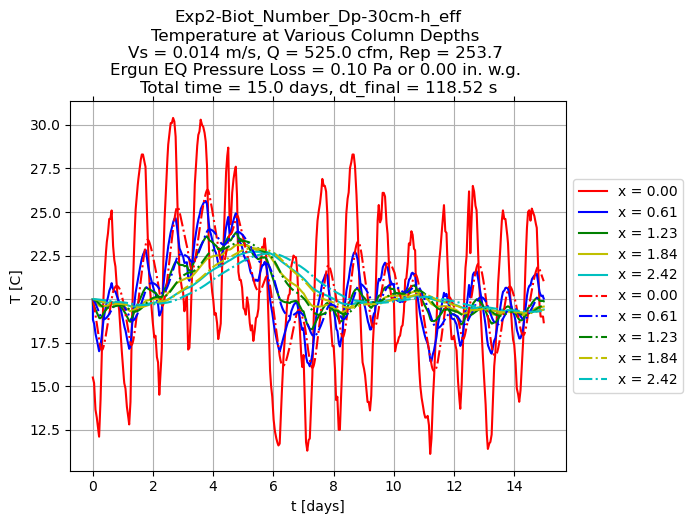 Exp2-Biot_Number_Dp-30cm-h_eff
Temperature at Various Column Depths
Vs = 0.014 m/s, Q = 525.0 cfm, Rep = 253.7
Ergun EQ Pressure Loss = 0.10 Pa or 0.00 in. w.g.
Total time = 15.0 days, dt_final = 118.52 s
30.0
27.5
25.0
22.5
20.0
17.5
15.0
12.5
T [C]
0 2 4 6 8 10 12 14
t [days]
x = 0.00
x = 0.61
x = 1.23
x = 1.84
x = 2.42
x = 0.00
x = 0.61
x = 1.23
x = 1.84
x = 2.42